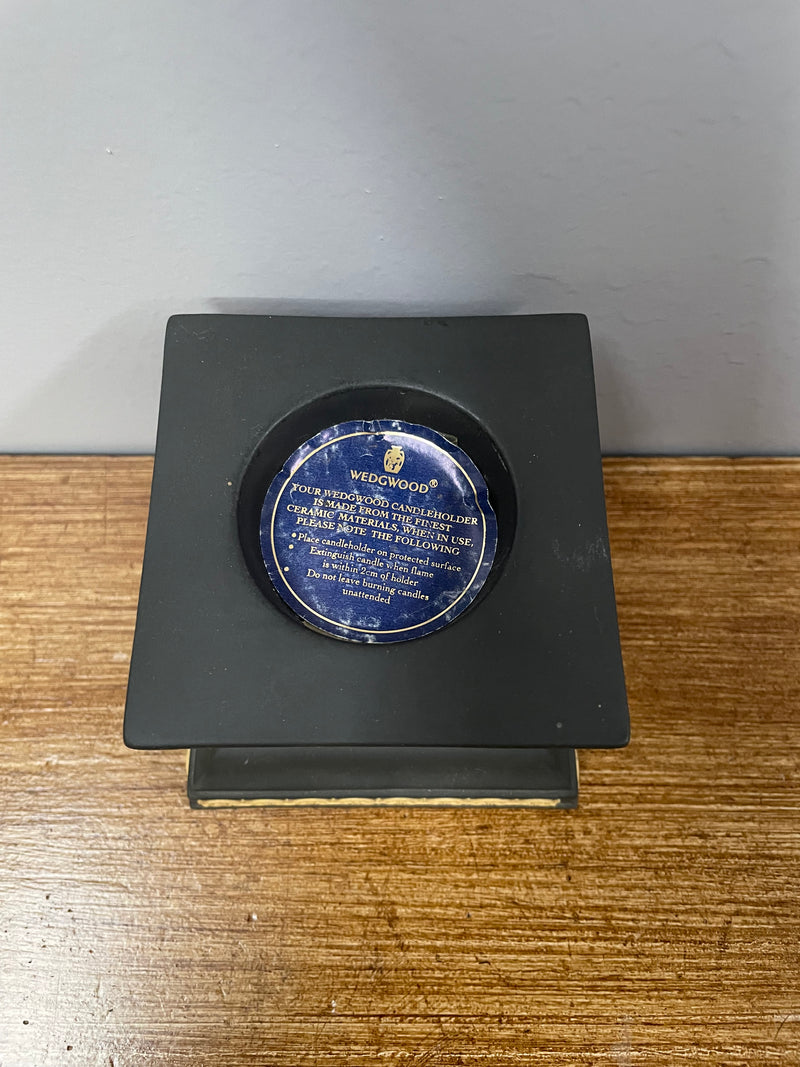 WEDGWOOD®
YOUR WEDGWOOD CANDLEHOLDER
IS MADE FROM THE FINEST
CERAMIC MATERIALS, WHEN IN USE,
PLEASE NOTE THE FOLLOWING
• Place candleholder on protected surface
• Extinguish candle when flame
is within 2cm of holder
• Do not leave burning candles
unattended